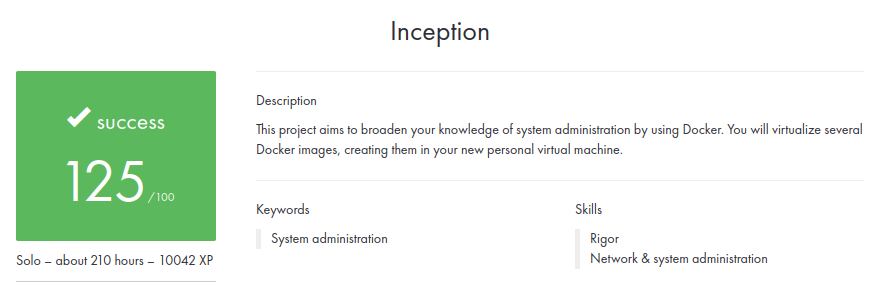 Inception
success
125 /100
Solo – about 210 hours – 10042 XP
Description
This project aims to broaden your knowledge of system administration by using Docker. You will virtualize several
Docker images, creating them in your new personal virtual machine.
Keywords
System administration
Skills
Rigor
Network & system administration